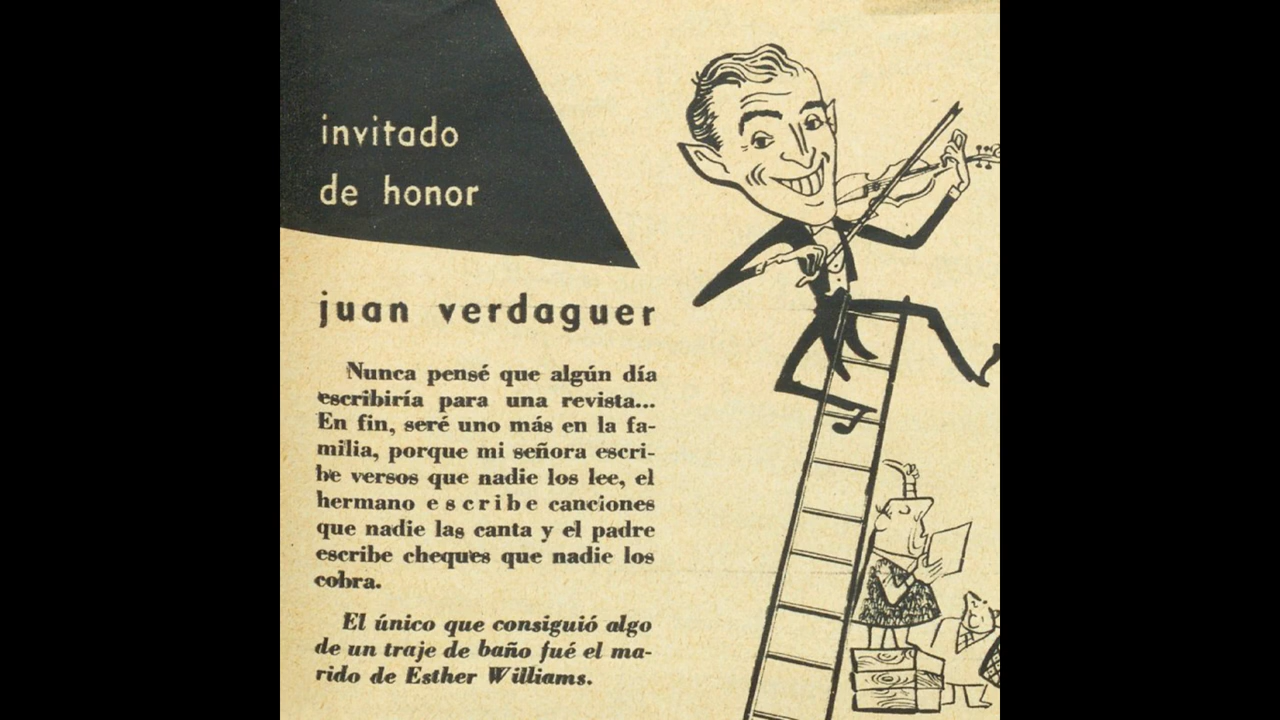 invitado
de honor
juan verdaguer
Nunca pensé que algún día
escribiría para una revista...
En fin, seré uno más en la fa-
milia, porque mi señora escri-
be versos que nadie los lee, el
hermano escribe canciones
que nadie las canta y el padre
escribe cheques que nadie los
cobra.
El único que consiguió algo
de un traje de baño fué el ma-
rido de Esther Williams.